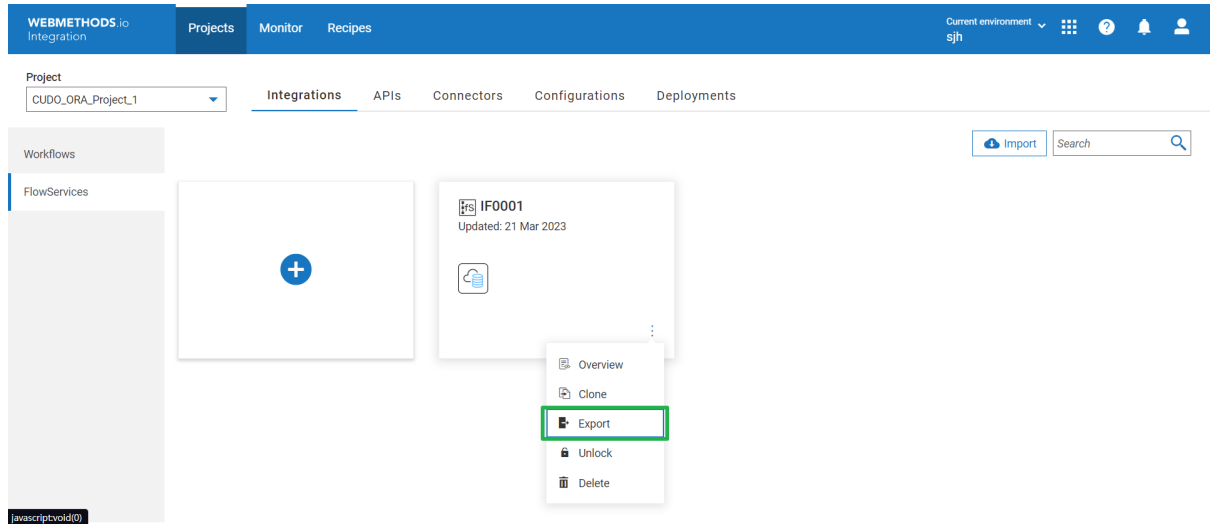 WEBMETHODS.io
Integration
Projects
Monitor
Recipes
Current environment
sjh
Project
CUDO_ORA_Project_1
Integrations
APIs
Connectors
Configurations
Deployments
Import
Search
Workflows
FlowServices
fS IF0001
Updated: 21 Mar 2023
Overview
Clone
Export
Unlock
Delete
javascript:void(0)